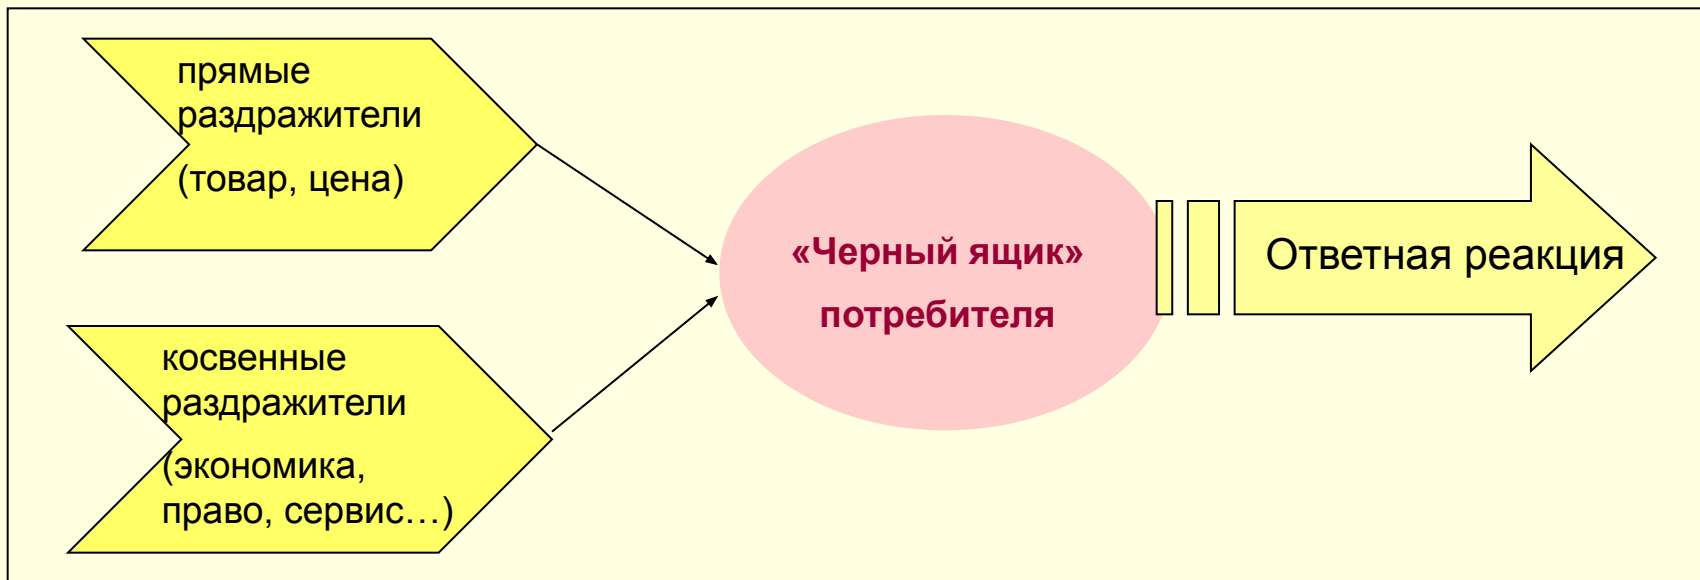 прямые
раздражители
(товар, цена)
косвенные
раздражители
(экономика,
право, сервис…)
«Черный ящик»
потребителя
Ответная реакция